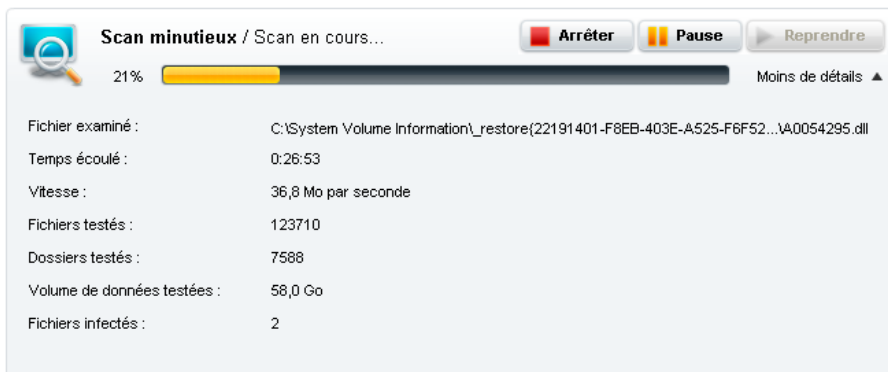 Scan minutieux / Scan en cours... Arrêter Pause Reprendre
21% Moins de détails ▲
Fichier examiné : C:\System Volume Information\_restore{22191401-F8EB-403E-A525-F6F52...\A0054295.dll
Temps écoulé : 0:26:53
Vitesse : 36,8 Mo par seconde
Fichiers testés : 123710
Dossiers testés : 7588
Volume de données testées : 58,0 Go
Fichiers infectés : 2